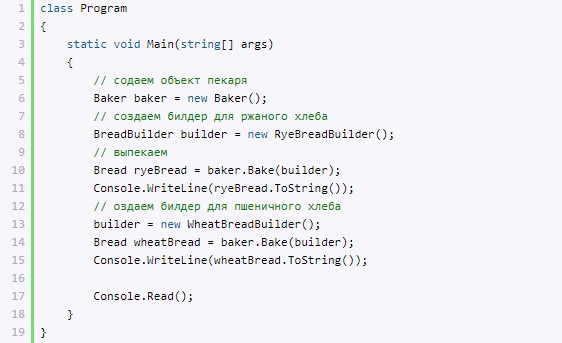 1 class Program
2 {
3     static void Main(string[] args)
4     {
5         // содаем объект пекаря
6         Baker baker = new Baker();
7         // создаем билдер для ржаного хлеба
8         BreadBuilder builder = new RyeBreadBuilder();
9         // выпекаем
10         Bread ryeBread = baker.Bake(builder);
11         Console.WriteLine(ryeBread.ToString());
12         // оздаем билдер для пшеничного хлеба
13         builder = new WheatBreadBuilder();
14         Bread wheatBread = baker.Bake(builder);
15         Console.WriteLine(wheatBread.ToString());
16
17         Console.Read();
18     }
19 }